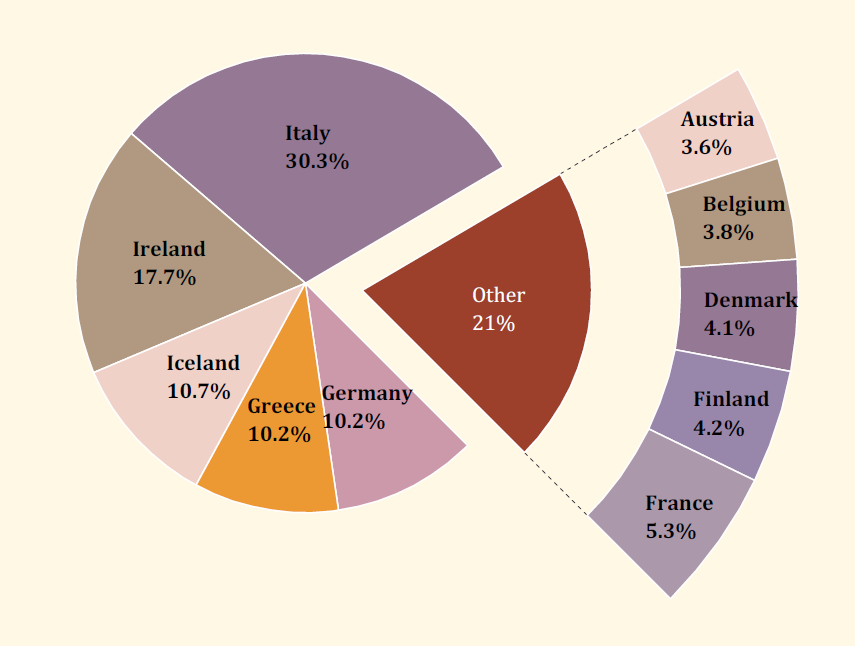 Italy
30.3%
Ireland
17.7%
Iceland
10.7%
Greece
10.2%
Germany
10.2%
Other
21%
Austria
3.6%
Belgium
3.8%
Denmark
4.1%
Finland
4.2%
France
5.3%